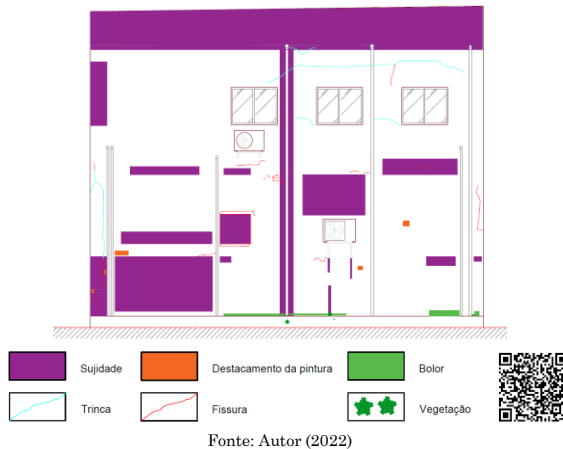 Sujidade
Destacamento da pintura
Bolor
Trinca
Fissura
Vegetação
Fonte: Autor (2022)